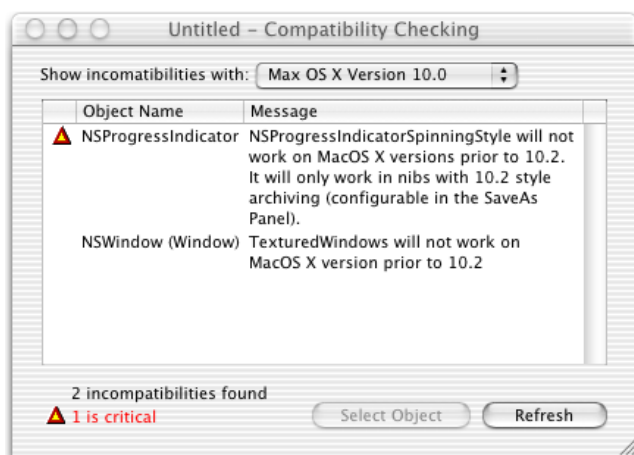 Untitled – Compatibility Checking
Show incomatibilities with: Max OS X Version 10.0
Object Name Message
NSProgressIndicator NSProgressIndicatorSpinningStyle will not
work on MacOS X versions prior to 10.2.
It will only work in nibs with 10.2 style
archiving (configurable in the SaveAs
Panel).
NSWindow (Window) TexturedWindows will not work on
MacOS X version prior to 10.2
2 incompatibilities found
1 is critical
Select Object Refresh